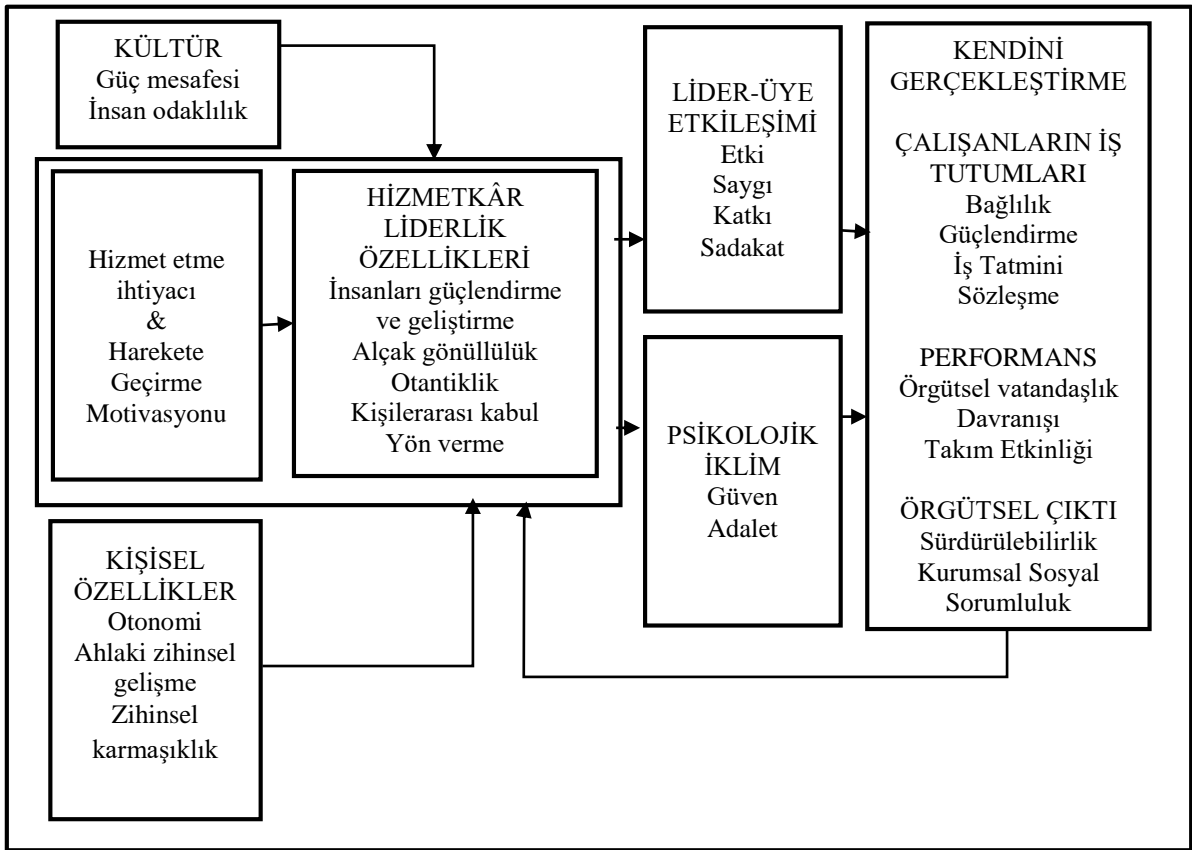 KÜLTÜR
Güç mesafesi
İnsan odaklılık
Hizmet etme
ihtiyacı
&
Harekete
Geçirme
Motivasyonu
HİZMETKÂR
LİDERLİK
ÖZELLİKLERİ
İnsanları güçlendirme
ve geliştirme
Alçak gönüllülük
Otantiklik
Kişilerarası kabul
Yön verme
KİŞİSEL
ÖZELLİKLER
Otonomi
Ahlaki zihinsel
gelişme
Zihinsel
karmaşıklık
LİDER-ÜYE
ETKİLEŞİMİ
Etki
Saygı
Katkı
Sadakat
PSİKOLOJİK
İKLİM
Güven
Adalet
KENDİNİ
GERÇEKLEŞTİRME
ÇALIŞANLARIN İŞ
TUTUMLARI
Bağlılık
Güçlendirme
İş Tatmini
Sözleşme
PERFORMANS
Örgütsel vatandaşlık
Davranışı
Takım Etkinliği
ÖRGÜTSEL ÇIKTI
Sürdürülebilirlik
Kurumsal Sosyal
Sorumluluk